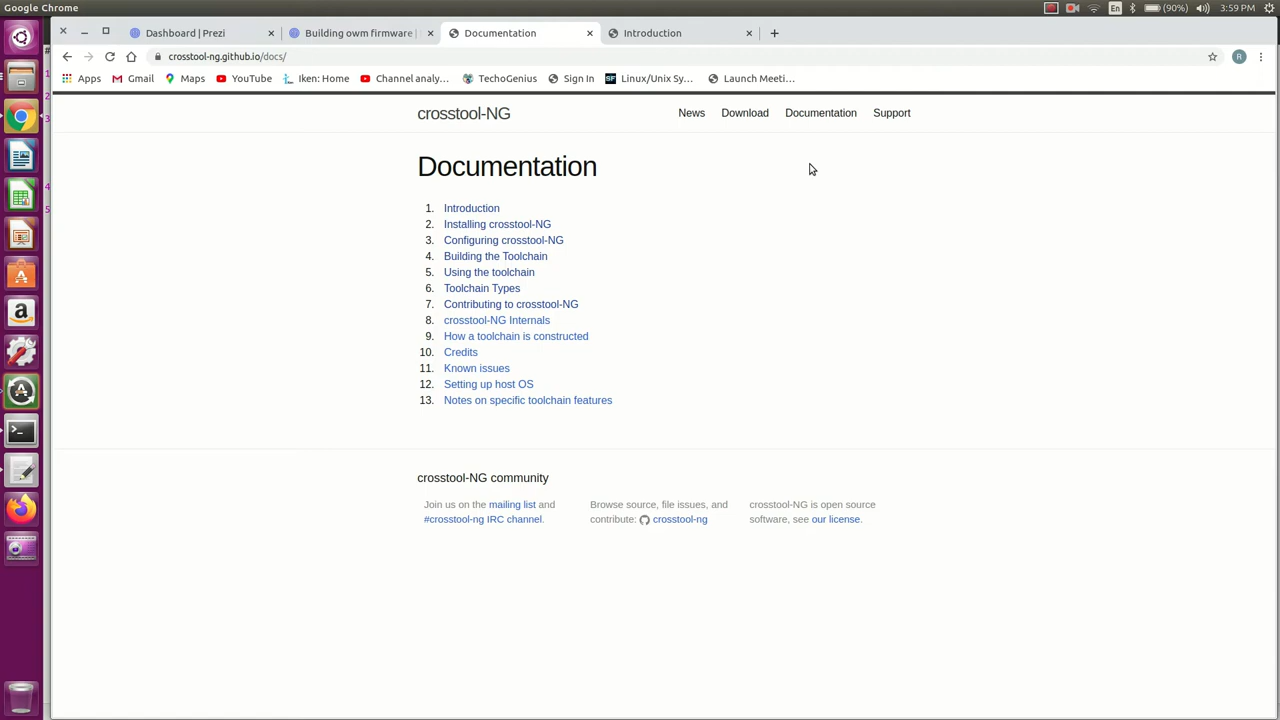 Google Chrome
En
(90%)
3:59 PM
Dashboard | Prezi
Building owm firmware |
Documentation
Introduction
crosstool-ng.github.io/docs/
R
Apps
Gmail
Maps
YouTube
Iken: Home
Channel analy...
TechoGenius
Sign In
SF
Linux/Unix Sy...
Launch Meeti...
crosstool-NG
News
Download
Documentation
Support
Documentation
1. Introduction
2. Installing crosstool-NG
3. Configuring crosstool-NG
4. Building the Toolchain
5. Using the toolchain
6. Toolchain Types
7. Contributing to crosstool-NG
8. crosstool-NG Internals
9. How a toolchain is constructed
10. Credits
11. Known issues
12. Setting up host OS
13. Notes on specific toolchain features
crosstool-NG community
Join us on the mailing list and
#crosstool-ng IRC channel.
Browse source, file issues, and
contribute: crosstool-ng
crosstool-NG is open source
software, see our license.